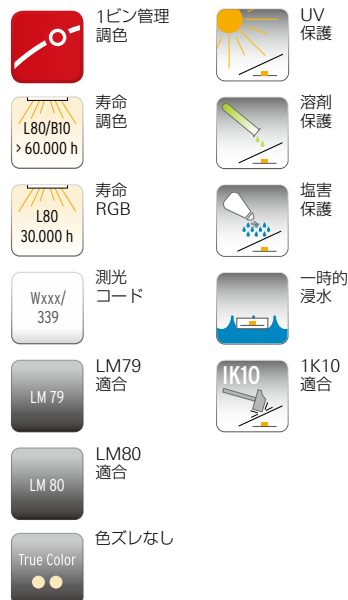 1ビン管理
調色
L80/B10
> 60.000 h
寿命
調色
L80
30.000 h
寿命
RGB
Wxxx/
339
測光
コード
LM 79
LM79
適合
LM 80
LM80
適合
True Color
色ズレなし
UV
保護
溶剤
保護
塩害
保護
一時的
浸水
IK10
1K10
適合